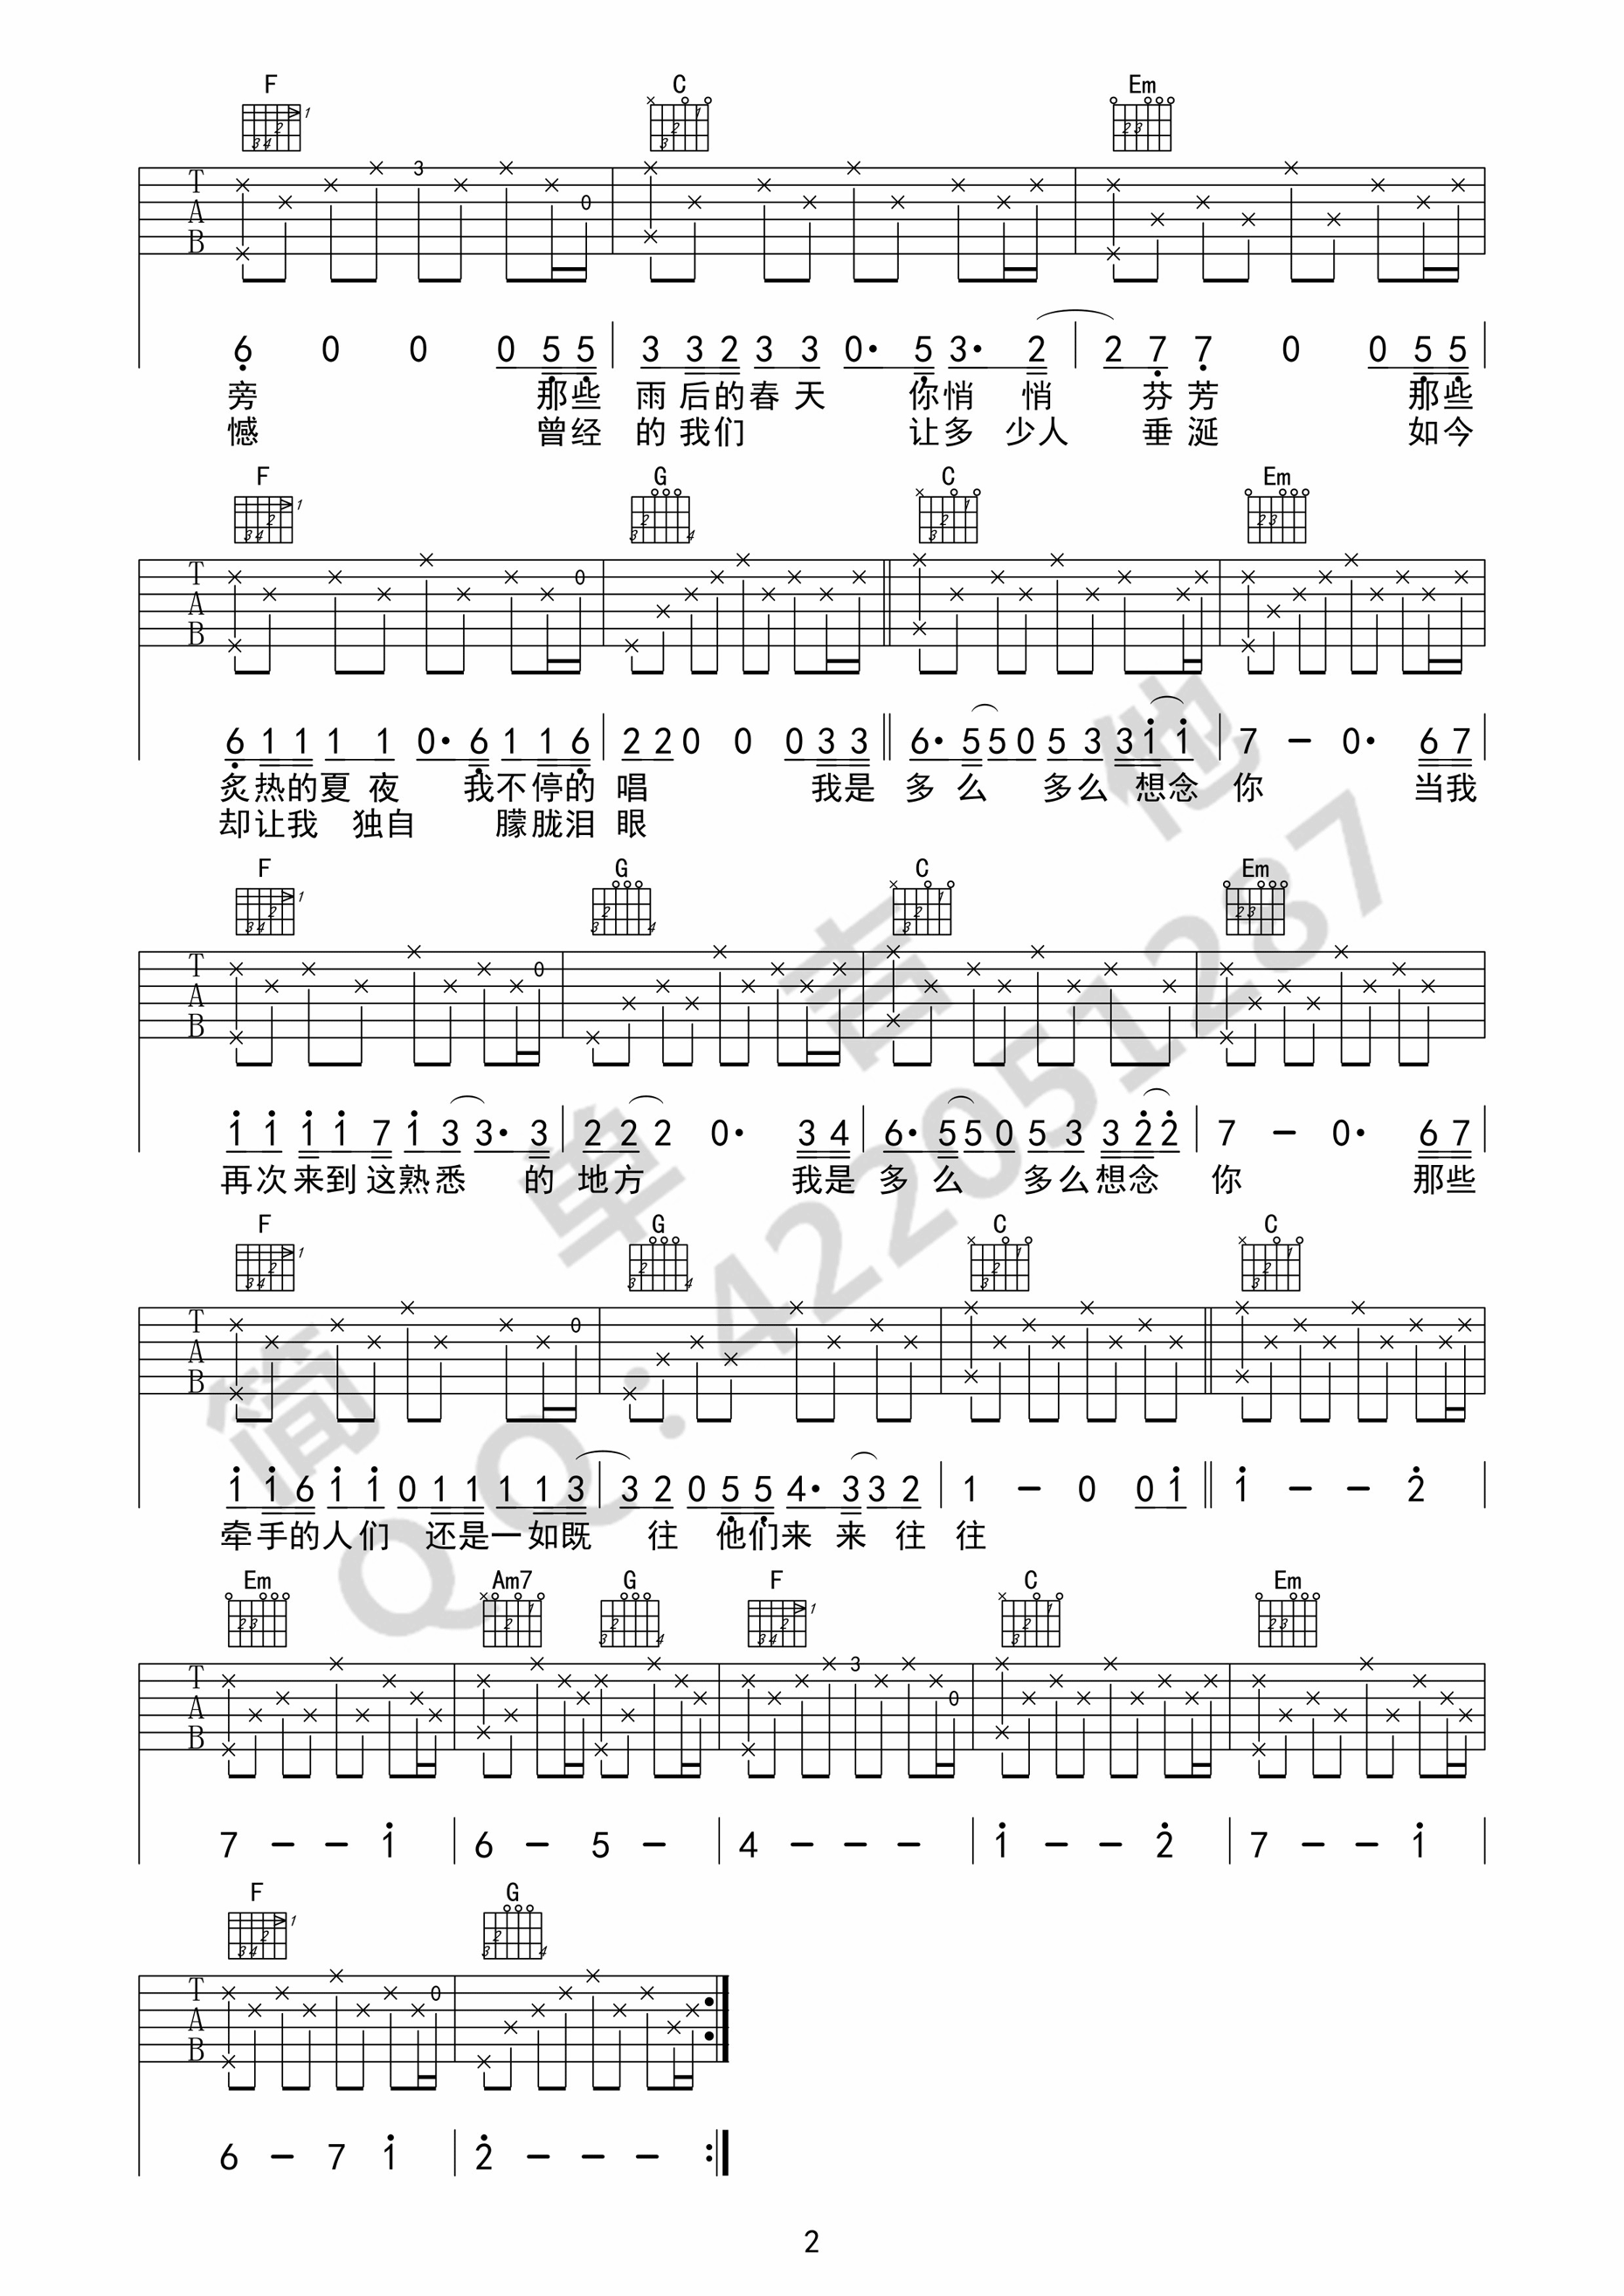 F C Em
3
T
A 0
B
6 0 0 0 5 5 3 3 2 3 3 0· 5 3· 2 2 7 7 0 0 5 5
旁 那些 雨 后的春 天 你悄 悄 芬 芳 那些
憾 曾经 的 我们 让多 少人 垂 涎 如今
F G C Em
T 0
A
B
6 1 1 1 1 0· 6 1 1 6 2 2 0 0 0 3 3 6· 5 5 0 5 3 3 1 1 7 - 0· 6 7
炙热的夏 夜 我不停的 唱 我是 多 么 多么 想念 你 当我
却让我 独自 朦胧泪 眼
F G C Em
T 0
A
B
1 1 1 1 7 1 3 3· 3 2 2 2 0· 3 4 6· 5 5 0 5 3 3 2 2 7 - 0· 6 7
再次来到 这熟悉 的 地方 我是 多 么 多么想念 你 那些
F G C C
T 0
A
B
1 1 6 1 1 0 1 1 1 1 3 3 2 0 5 5 4· 3 3 2 1 - 0 0 1 1 - - 2
牵手的人们 还是一如既 往 他们来 来 往 往
Em Am7 G F C Em
3
T
A 0
B
7 - - 1 6 - 5 - 4 - - - 1 - - 2 7 - - 1
F G
T 0
A
B
6 - 7 1 2 - - - :
简单吉他
QQ:422051287
2